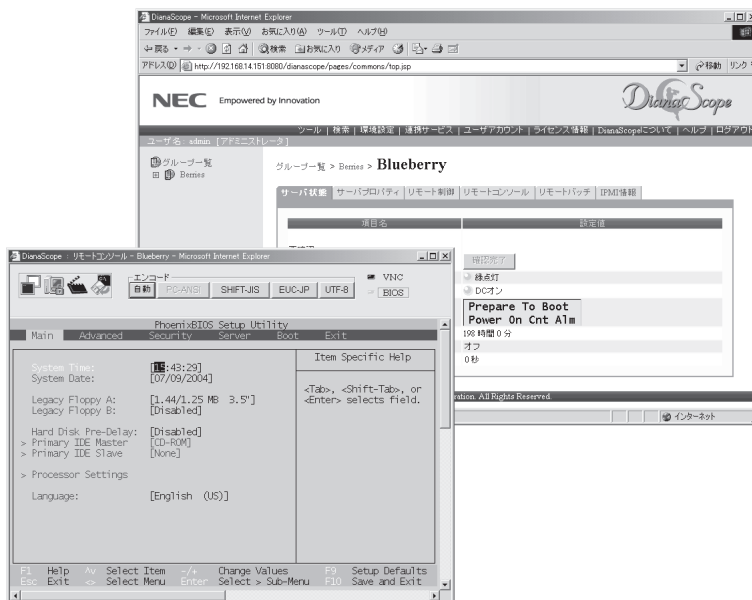 DianaScope - Microsoft Internet Explorer
ファイル(F) 編集(E) 表示(V) お気に入り(A) ツール(T) ヘルプ(H)
戻る 検索 お気に入り メディア
アドレス(D) http://192.168.14.151:8080/dianascope/pages/commons/top.jsp 移動 リンク
NEC Empowered by Innovation DianaScope
ツール | 検索 | 環境設定 | 連携サービス | ユーザアカウント | ライセンス情報 | DianaScopeについて | ヘルプ | ログアウト
ユーザ名: admin [アドミニストレータ]
グループ一覧
Berries
グループ一覧 > Berries > Blueberry
サーバ状態 サーバプロパティ リモート制御 リモートコンソール リモートバッチ IPMI情報
項目名 設定値
確認完了
緑点灯
DCオン
Prepare To Boot
Power On Cnt Alm
198 時間 0 分
オフ
0 秒
ration. All Rights Reserved.
インターネット
DianaScope : リモートコンソール - Blueberry - Microsoft Internet Explorer
エンコード
自動 PC-ANSI SHIFT-JIS EUC-JP UTF-8
VNC
BIOS
PhoenixBIOS Setup Utility
Main Advanced Security Server Boot Exit
System Time: [15:43:29]
System Date: [07/09/2004]
Legacy Floppy A: [1.44/1.25 MB 3.5"]
Legacy Floppy B: [Disabled]
Hard Disk Pre-Delay: [Disabled]
> Primary IDE Master [CD-ROM]
> Primary IDE Slave [None]
> Processor Settings
Language: [English (US)]
Item Specific Help
<Tab>, <Shift-Tab>, or
<Enter> selects field.
F1 Help ^v Select Item -/+ Change Values F9 Setup Defaults
Esc Exit <> Select Menu Enter Select > Sub-Menu F10 Save and Exit